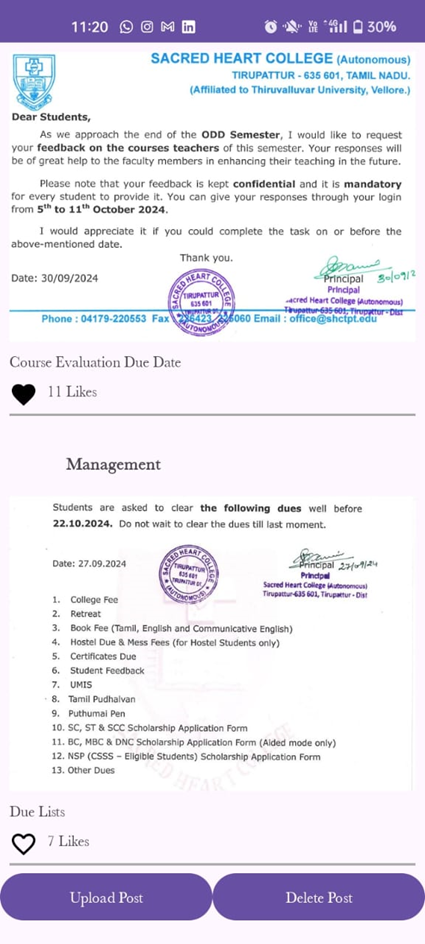 11:20
30%
SACRED HEART COLLEGE (Autonomous)
TIRUPATTUR - 635 601, TAMIL NADU.
(Affiliated to Thiruvalluvar University, Vellore.)
Dear Students,
As we approach the end of the ODD Semester, I would like to request
your feedback on the courses teachers of this semester. Your responses will
be of great help to the faculty members in enhancing their teaching in the future.
Please note that your feedback is kept confidential and it is mandatory
for every student to provide it. You can give your responses through your login
from 5th to 11th October 2024.
I would appreciate it if you could complete the task on or before the
above-mentioned date.
Thank you.
Date: 30/09/2024
SACRED HEART COLLEGE
TIRUPATTUR
635 601
(AUTONOMOUS)
Principal
Principal
Sacred Heart College (Autonomous)
Tirupattur-635 601, Tirupattur - Dist
Phone : 04179-220553 Fax Email : office@shctpt.edu
Course Evaluation Due Date
11 Likes
Management
Students are asked to clear the following dues well before
22.10.2024. Do not wait to clear the dues till last moment.
Date: 27.09.2024
SACRED HEART COLLEGE
TIRUPATTUR
635 601
(AUTONOMOUS)
Principal 27/09/24
Principal
Sacred Heart College (Autonomous)
Tirupattur-635 601, Tirupattur - Dist
1. College Fee
2. Retreat
3. Book Fee (Tamil, English and Communicative English)
4. Hostel Due & Mess Fees (for Hostel Students only)
5. Certificates Due
6. Student Feedback
7. UMIS
8. Tamil Pudhalvan
9. Puthumai Pen
10. SC, ST & SCC Scholarship Application Form
11. BC, MBC & DNC Scholarship Application Form (Aided mode only)
12. NSP (CSSS – Eligible Students) Scholarship Application Form
13. Other Dues
Due Lists
7 Likes
Upload Post
Delete Post